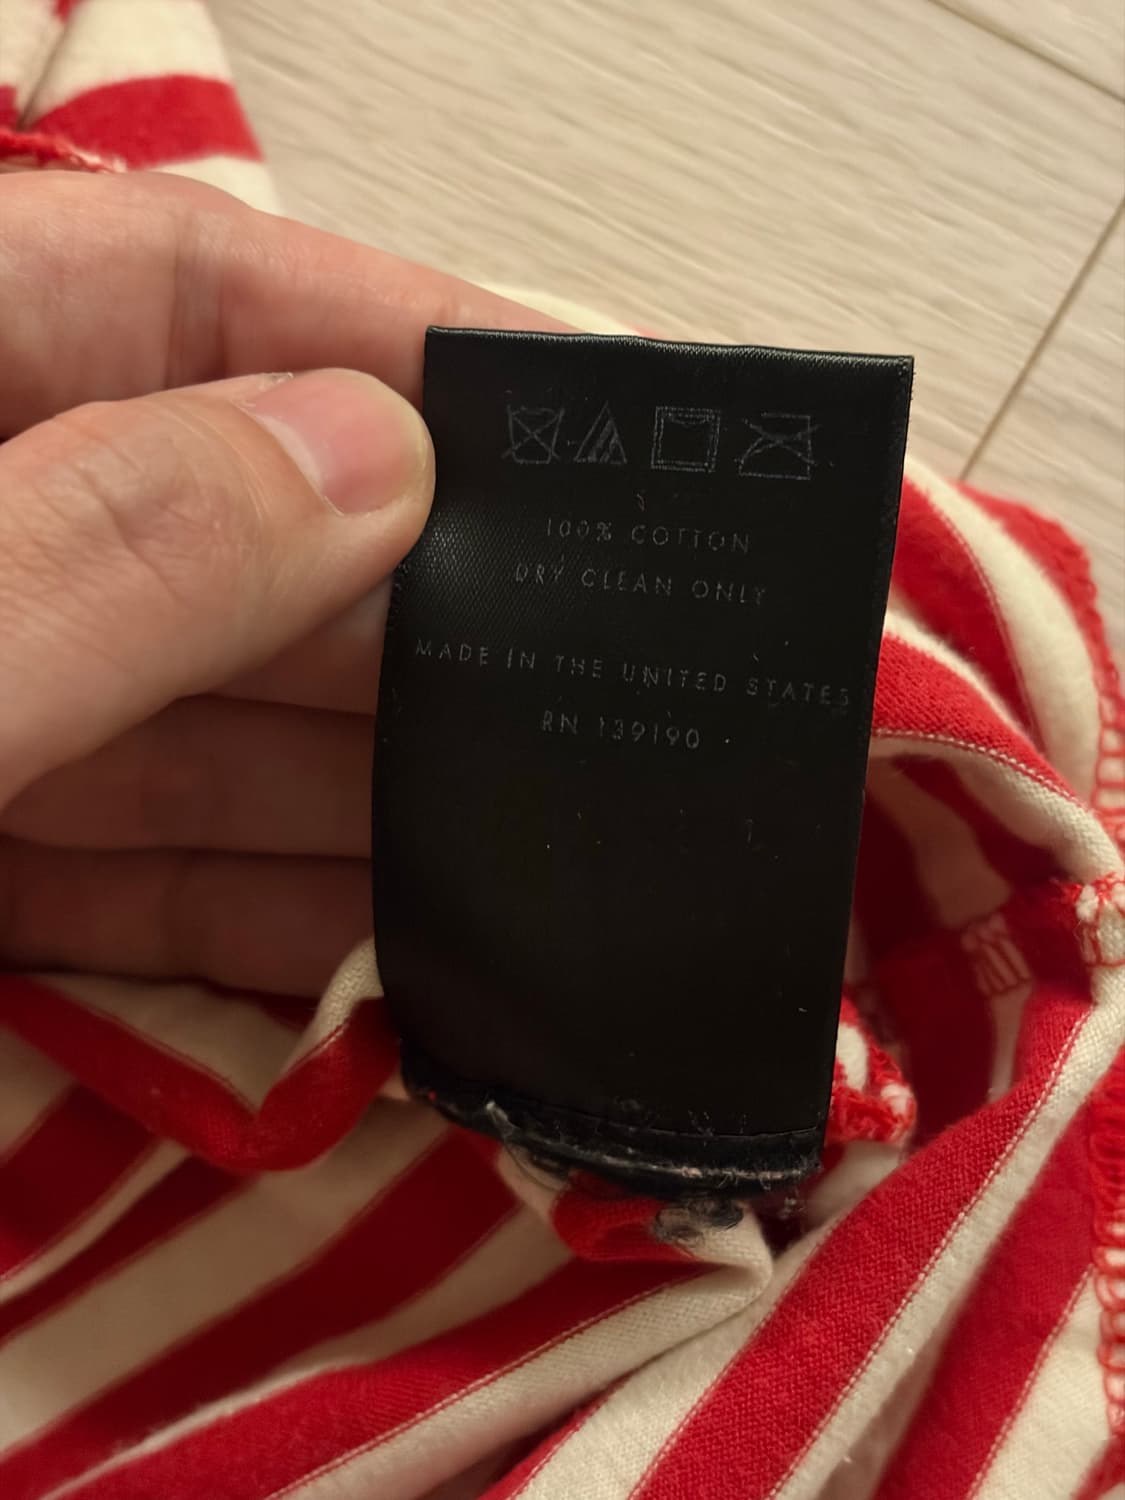 100% COTTON
DRY CLEAN ONLY
MADE IN THE UNITED STATES
RN 139190